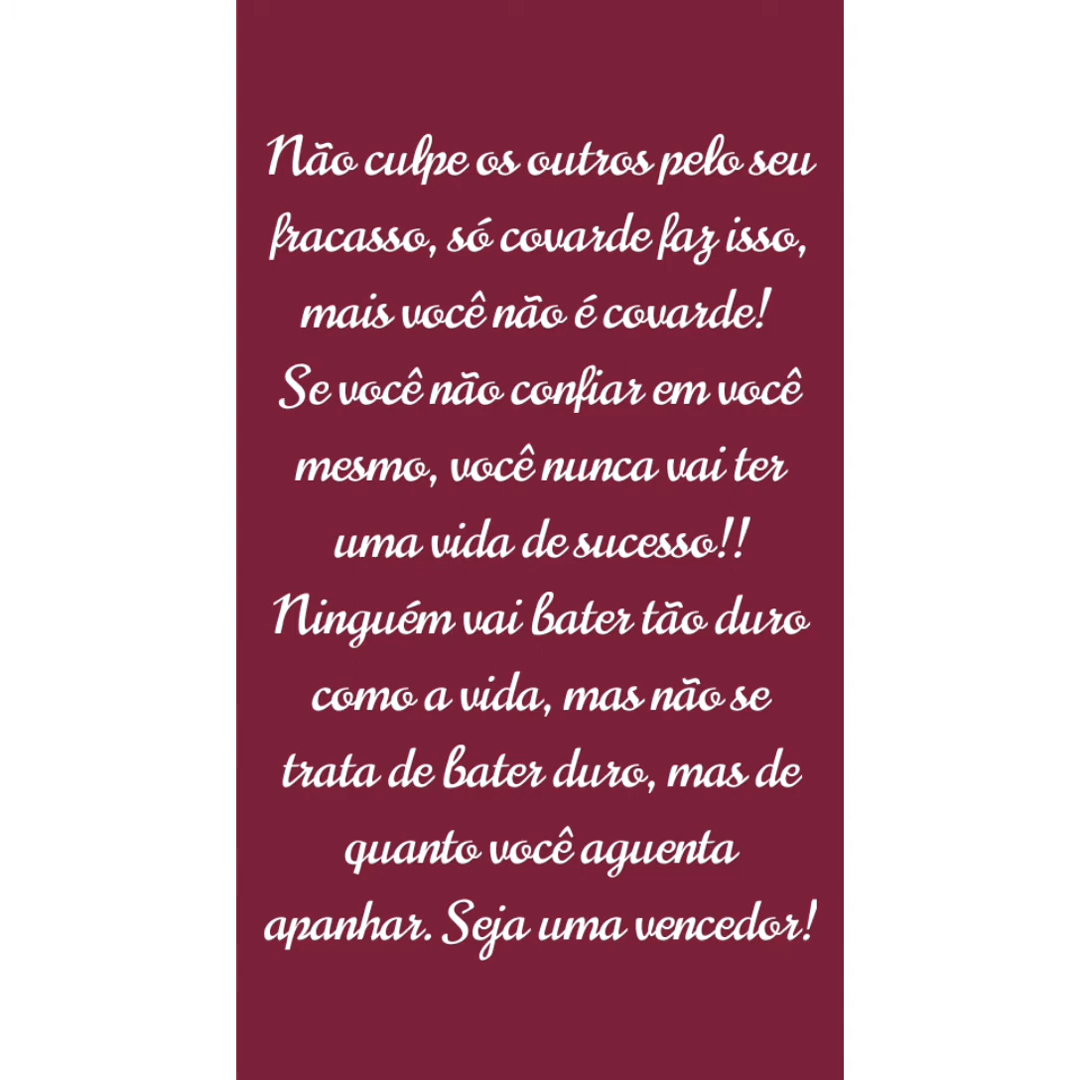 Não culpe os outros pelo seu
fracasso, só covarde faz isso,
mais você não é covarde!
Se você não confiar em você
mesmo, você nunca vai ter
uma vida de sucesso!!
Ninguém vai bater tão duro
como a vida, mas não se
trata de bater duro, mas de
quanto você aguenta
apanhar. Seja uma vencedor!